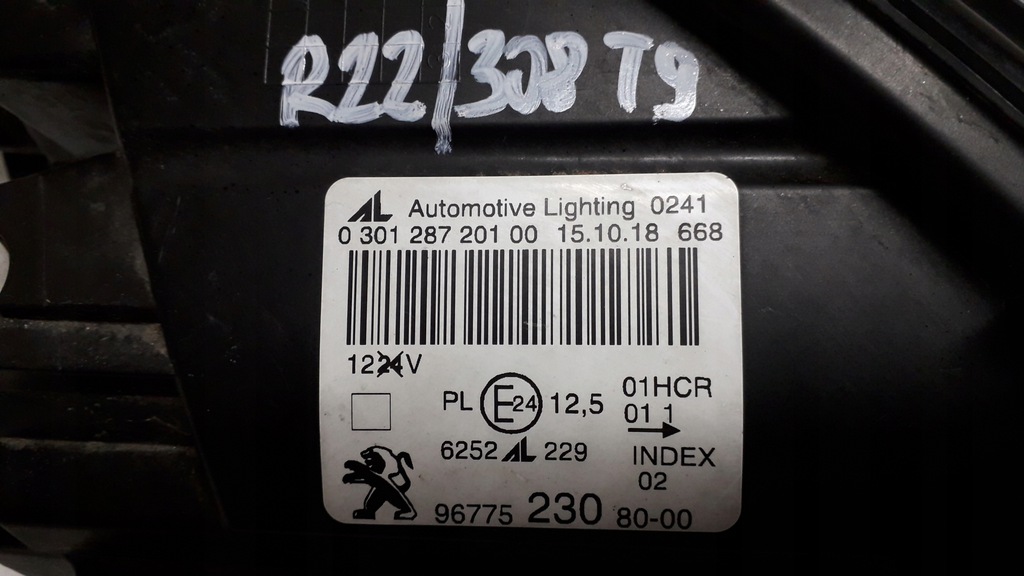 R22/308 T9
AL Automotive Lighting 0241
0 301 287 201 00 15.10.18 668
1224V
PL E24 12,5 01HCR
01 1
6252 AL 229
INDEX
02
96775 230 80-00